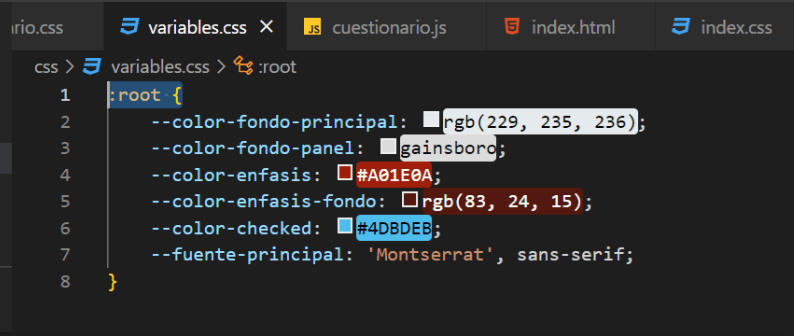 rio.css variables.css × JS cuestionario.js index.html index.css
css > variables.css > :root
1 :root {
2 --color-fondo-principal: rgb(229, 235, 236);
3 --color-fondo-panel: gainsboro;
4 --color-enfasis: #A01E0A;
5 --color-enfasis-fondo: rgb(83, 24, 15);
6 --color-checked: #4DBDEB;
7 --fuente-principal: 'Montserrat', sans-serif;
8 }